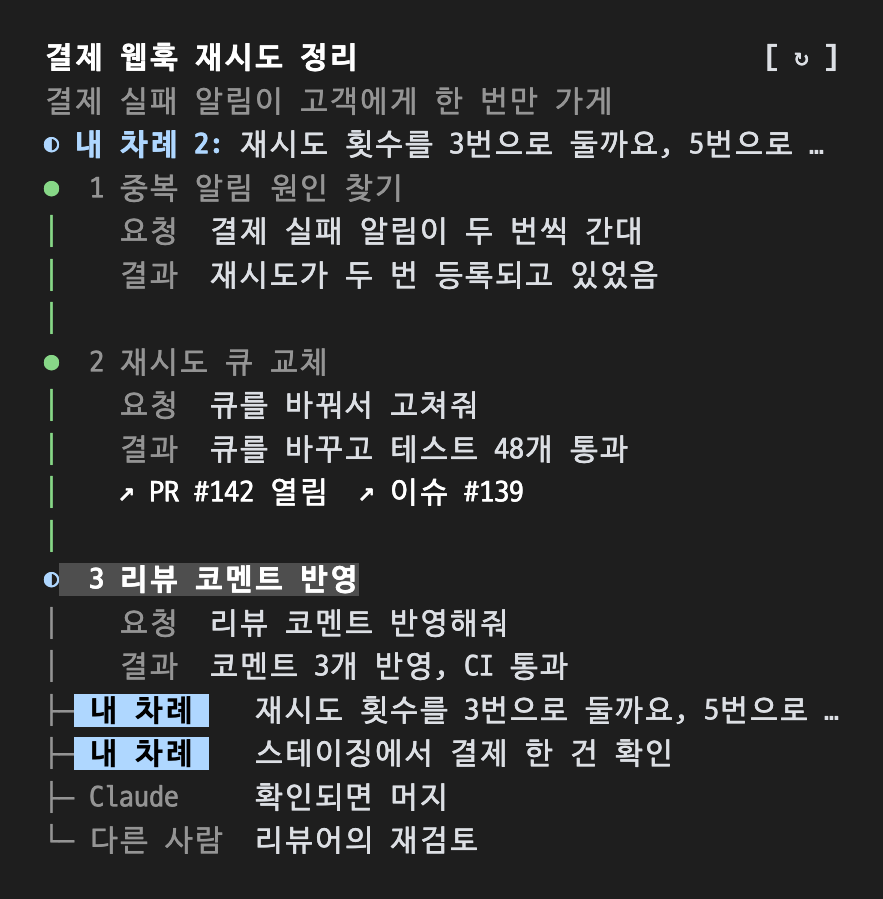 결제 웹훅 재시도 정리 [ ↻ ]
결제 실패 알림이 고객에게 한 번만 가게
내 차례 2: 재시도 횟수를 3번으로 둘까요, 5번으로 …
1 중복 알림 원인 찾기
요청 결제 실패 알림이 두 번씩 간대
결과 재시도가 두 번 등록되고 있었음
2 재시도 큐 교체
요청 큐를 바꿔서 고쳐줘
결과 큐를 바꾸고 테스트 48개 통과
↗ PR #142 열림 ↗ 이슈 #139
3 리뷰 코멘트 반영
요청 리뷰 코멘트 반영해줘
결과 코멘트 3개 반영, CI 통과
내 차례 재시도 횟수를 3번으로 둘까요, 5번으로 …
내 차례 스테이징에서 결제 한 건 확인
Claude 확인되면 머지
다른 사람 리뷰어의 재검토